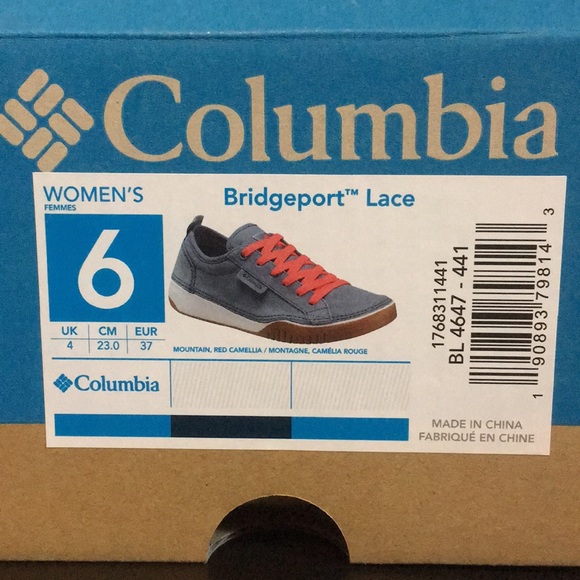 Columbia
WOMEN'S
FEMMES
6
UK CM EUR
4 23.0 37
Bridgeport™ Lace
MOUNTAIN, RED CAMELLIA / MONTAGNE, CAMÉLIA ROUGE
Columbia
1768311441
BL 4647 - 441
1 90893 79814 3
MADE IN CHINA
FABRIQUÉ EN CHINE